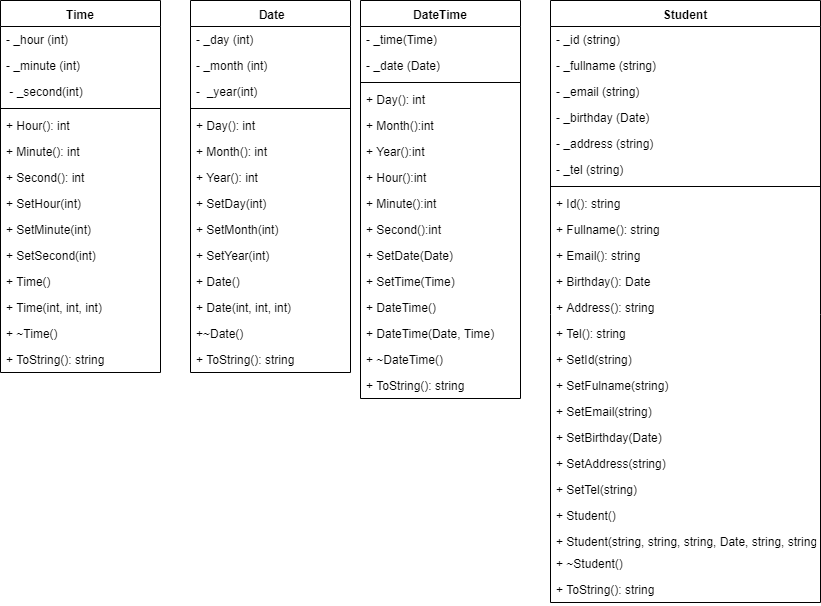 Time
- _hour (int)
- _minute (int)
- _second(int)
+ Hour(): int
+ Minute(): int
+ Second(): int
+ SetHour(int)
+ SetMinute(int)
+ SetSecond(int)
+ Time()
+ Time(int, int, int)
+ ~Time()
+ ToString(): string
Date
- _day (int)
- _month (int)
- _year(int)
+ Day(): int
+ Month(): int
+ Year(): int
+ SetDay(int)
+ SetMonth(int)
+ SetYear(int)
+ Date()
+ Date(int, int, int)
+~Date()
+ ToString(): string
DateTime
- _time(Time)
- _date (Date)
+ Day(): int
+ Month():int
+ Year():int
+ Hour():int
+ Minute():int
+ Second():int
+ SetDate(Date)
+ SetTime(Time)
+ DateTime()
+ DateTime(Date, Time)
+ ~DateTime()
+ ToString(): string
Student
- _id (string)
- _fullname (string)
- _email (string)
- _birthday (Date)
- _address (string)
- _tel (string)
+ Id(): string
+ Fullname(): string
+ Email(): string
+ Birthday(): Date
+ Address(): string
+ Tel(): string
+ SetId(string)
+ SetFulname(string)
+ SetEmail(string)
+ SetBirthday(Date)
+ SetAddress(string)
+ SetTel(string)
+ Student()
+ Student(string, string, string, Date, string, string
+ ~Student()
+ ToString(): string